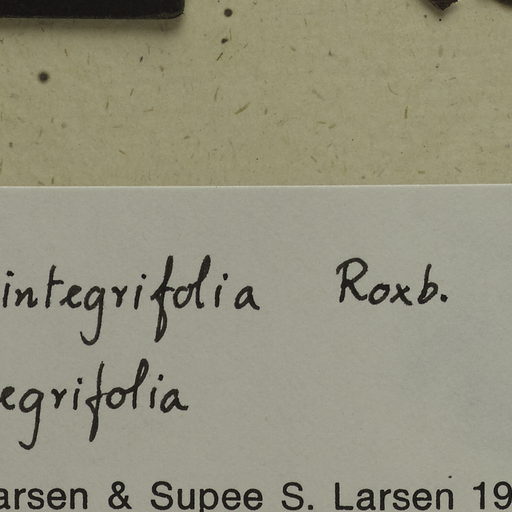 integrifolia Roxb.
egrifolia
arsen & Supee S. Larsen 19